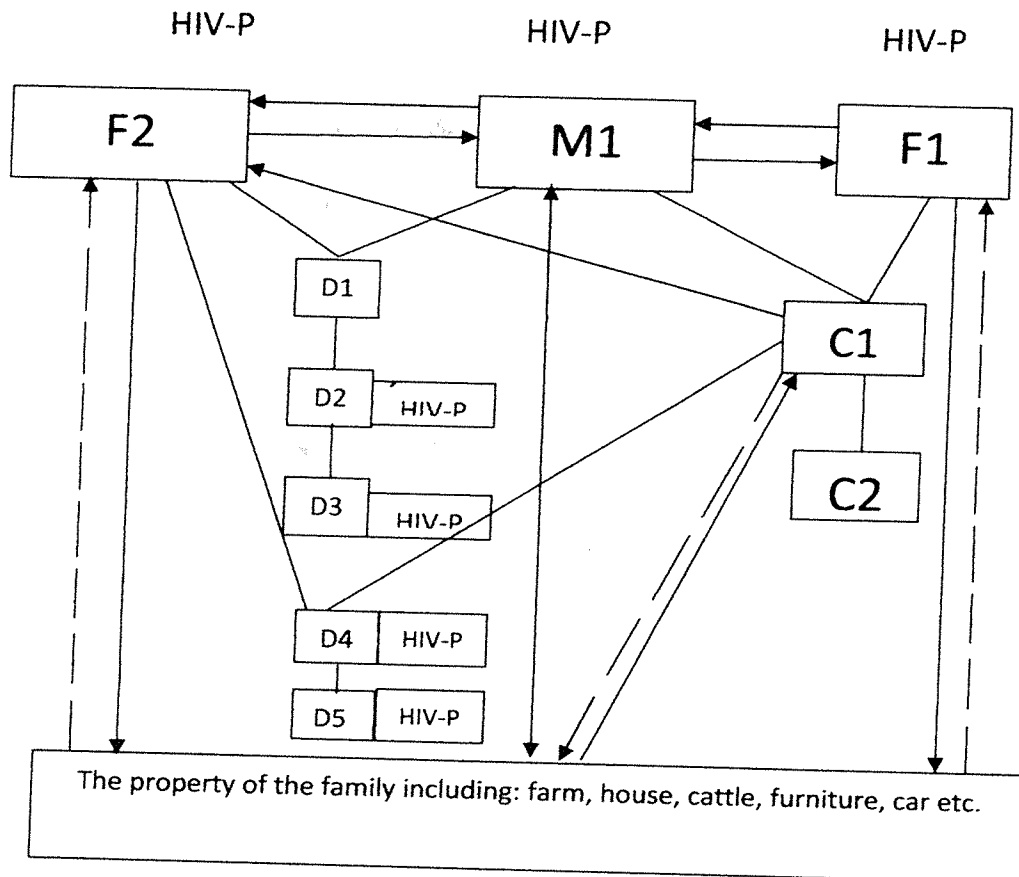 HIV-P
HIV-P
HIV-P
F2
M1
F1
D1
C1
D2
HIV-P
C2
D3
HIV-P
D4
HIV-P
D5
HIV-P
The property of the family including: farm, house, cattle, furniture, car etc.